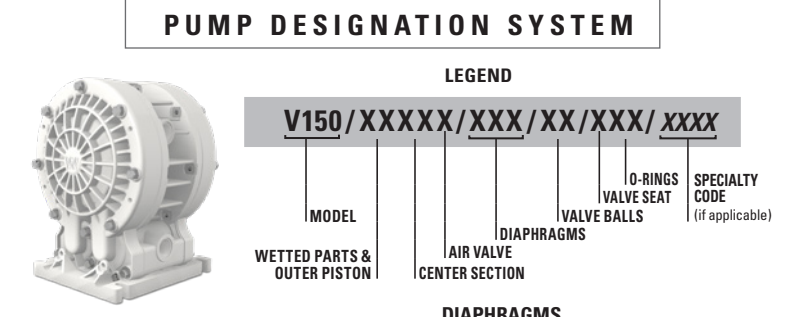 PUMP DESIGNATION SYSTEM
LEGEND
V150/XXXXX/XXX/XX/XXX/XXXX
O-RINGS
SPECIALTY
CODE
(if applicable)
VALVE SEAT
MODEL
VALVE BALLS
DIAPHRAGMS
WETTED PARTS &
OUTER PISTON
AIR VALVE
CENTER SECTION
DIAPHRAGMS